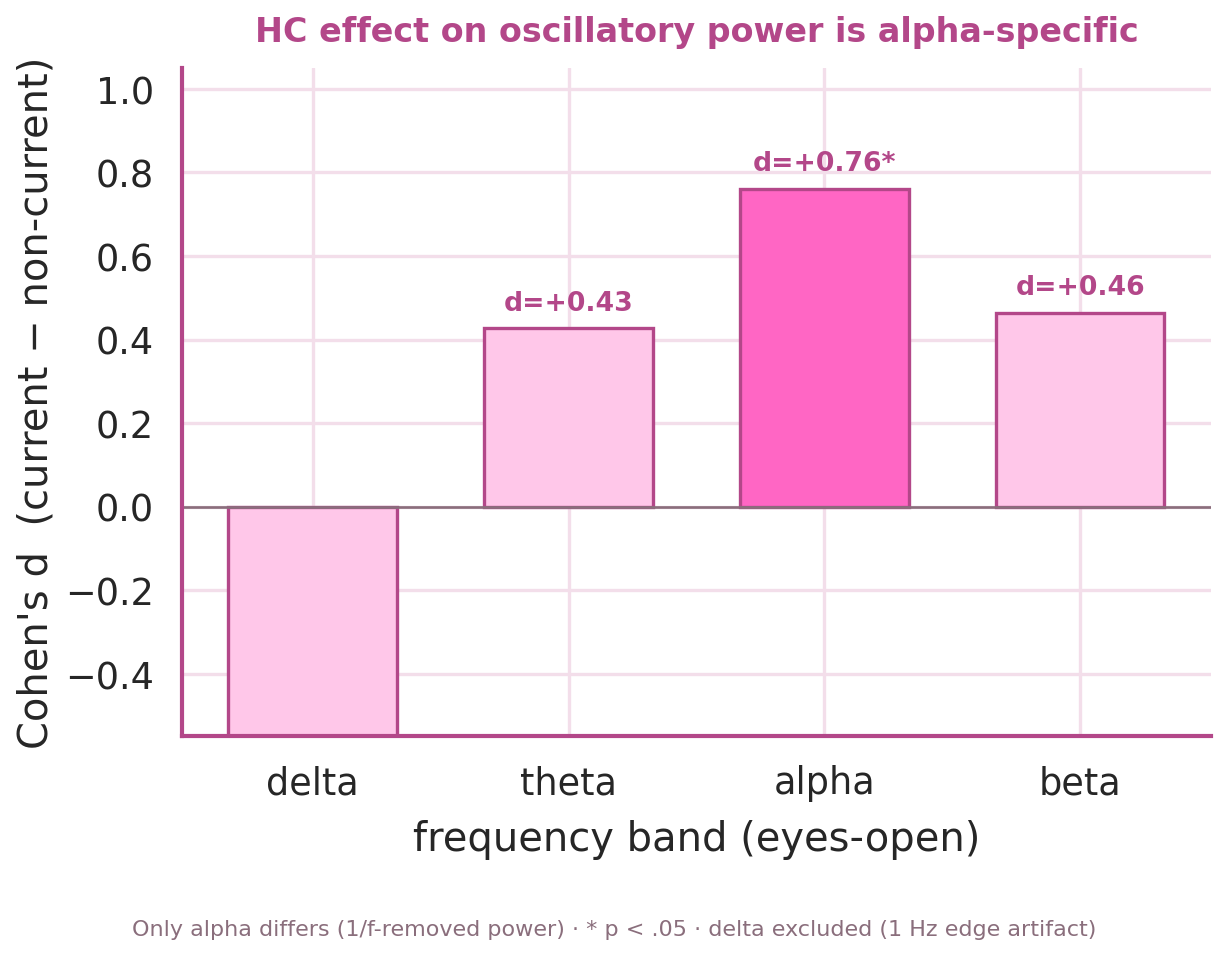 HC effect on oscillatory power is alpha-specific
Cohen's d  (current − non-current)
1.0
0.8
0.6
0.4
0.2
0.0
−0.2
−0.4
d=+0.43
d=+0.76*
d=+0.46
delta
theta
alpha
beta
frequency band (eyes-open)
Only alpha differs (1/f-removed power) · * p < .05 · delta excluded (1 Hz edge artifact)